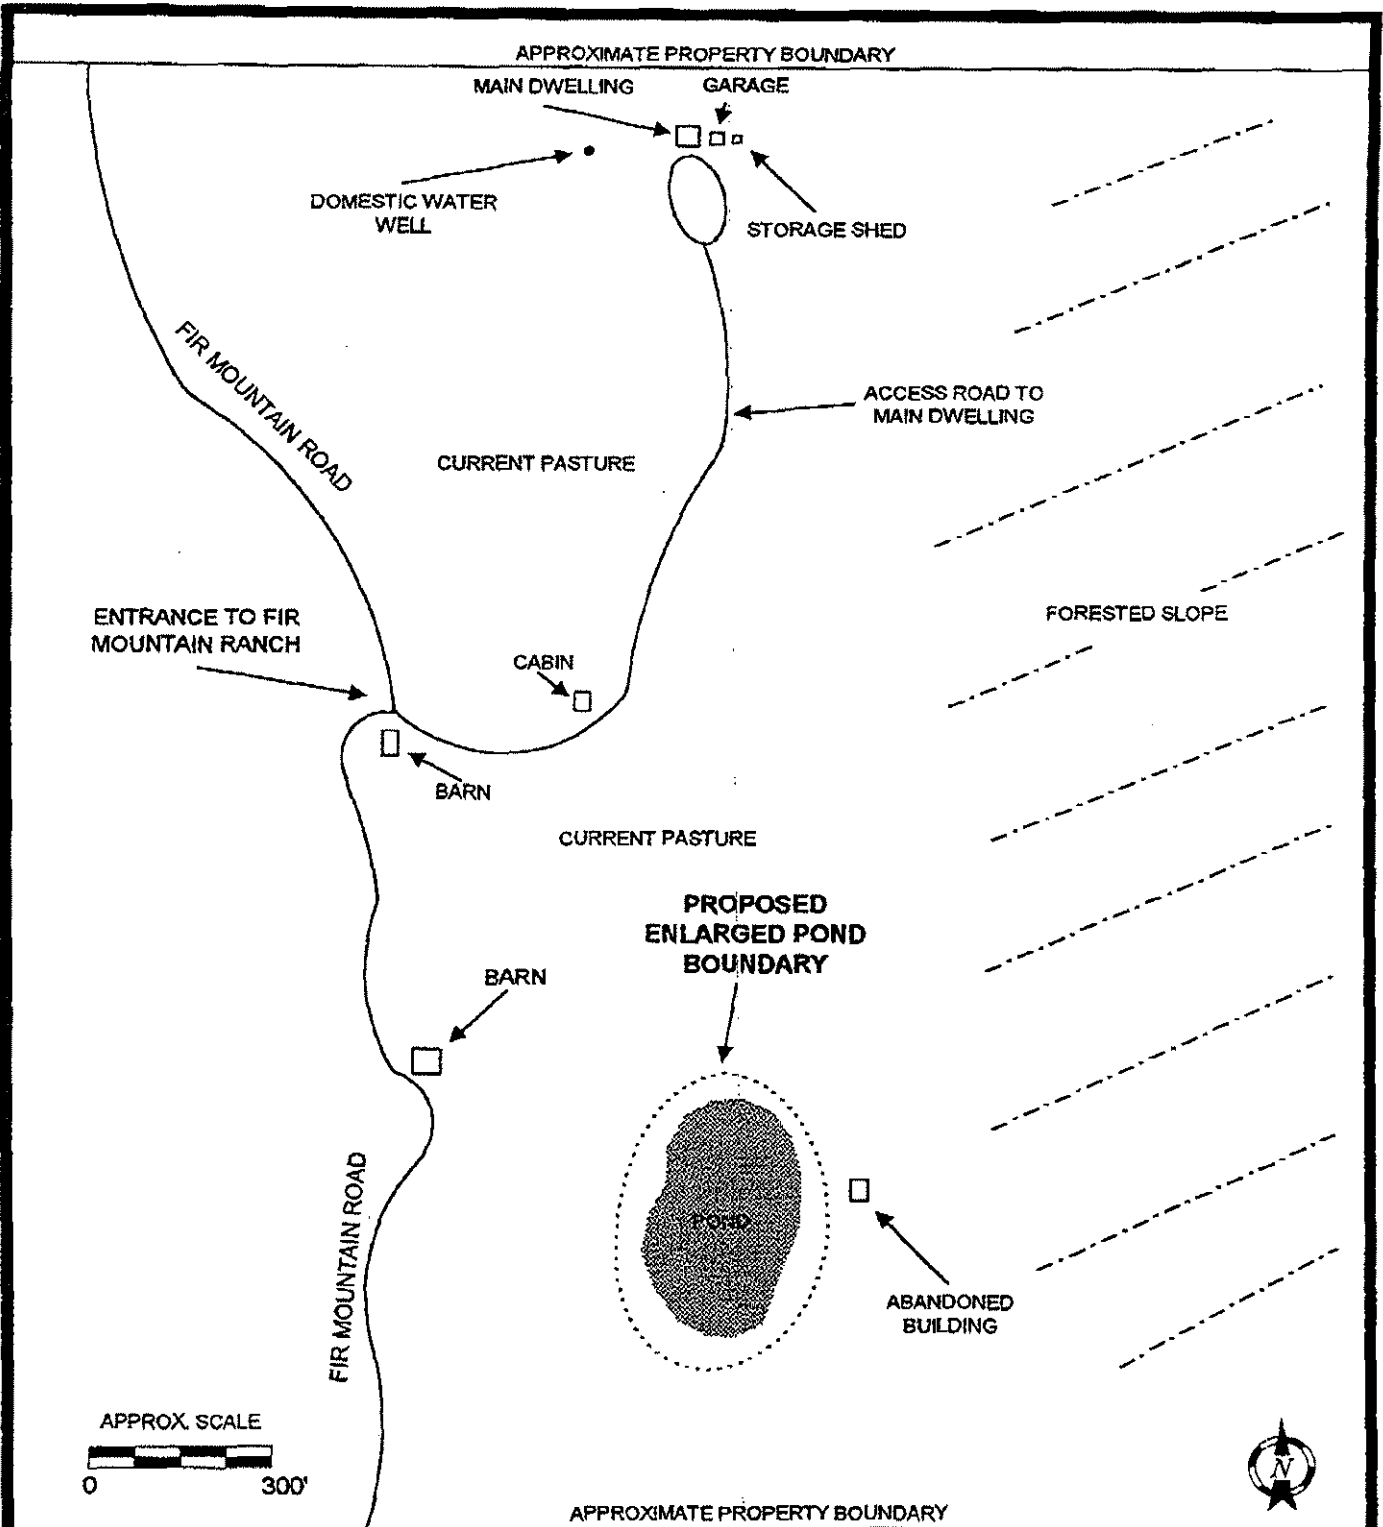 APPROXIMATE PROPERTY BOUNDARY
MAIN DWELLING
GARAGE
DOMESTIC WATER
WELL
STORAGE SHED
FIR MOUNTAIN ROAD
ACCESS ROAD TO
MAIN DWELLING
CURRENT PASTURE
ENTRANCE TO FIR
MOUNTAIN RANCH
FORESTED SLOPE
CABIN
BARN
CURRENT PASTURE
PROPOSED
ENLARGED POND
BOUNDARY
BARN
POND
FIR MOUNTAIN ROAD
ABANDONED
BUILDING
APPROX. SCALE
0 300'
N
APPROXIMATE PROPERTY BOUNDARY